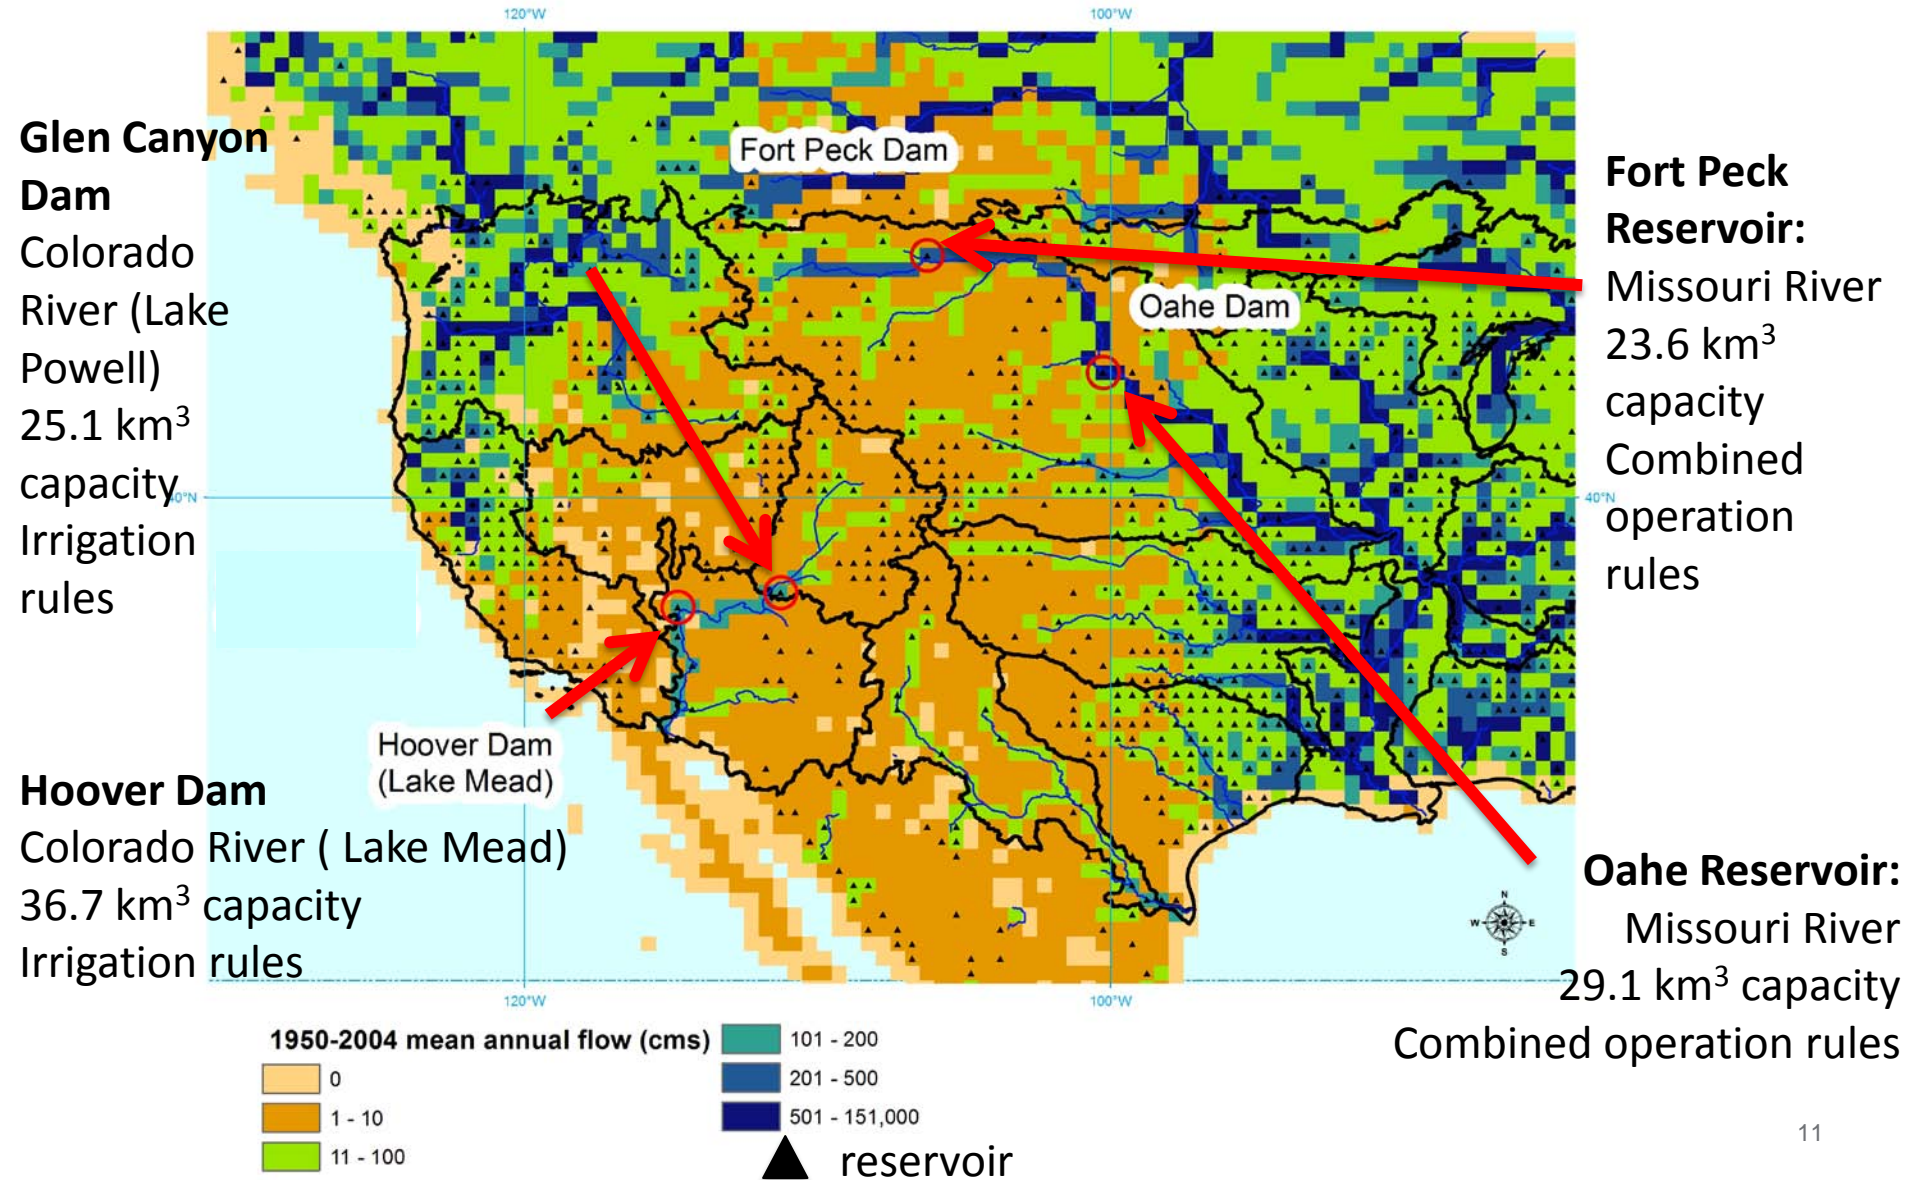 120°W
100°W
Glen Canyon
Dam
Colorado
River (Lake
Powell)
25.1 km³
capacity
Irrigation
rules
Fort Peck Dam
Oahe Dam
Fort Peck
Reservoir:
Missouri River
23.6 km³
capacity
Combined
operation
rules
40°N
40°N
Hoover Dam
(Lake Mead)
Hoover Dam
Colorado River ( Lake Mead)
36.7 km³ capacity
Irrigation rules
N
W
E
S
Oahe Reservoir:
Missouri River
29.1 km³ capacity
Combined operation rules
120°W
100°W
1950-2004 mean annual flow (cms)
0
1 - 10
11 - 100
101 - 200
201 - 500
501 - 151,000
reservoir
11